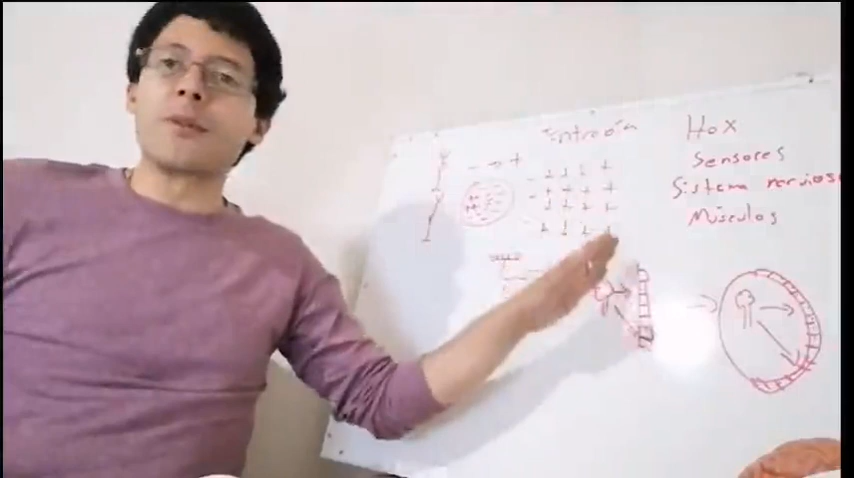 Entropía
Hox
Sensores
Sistema nervioso
Músculos